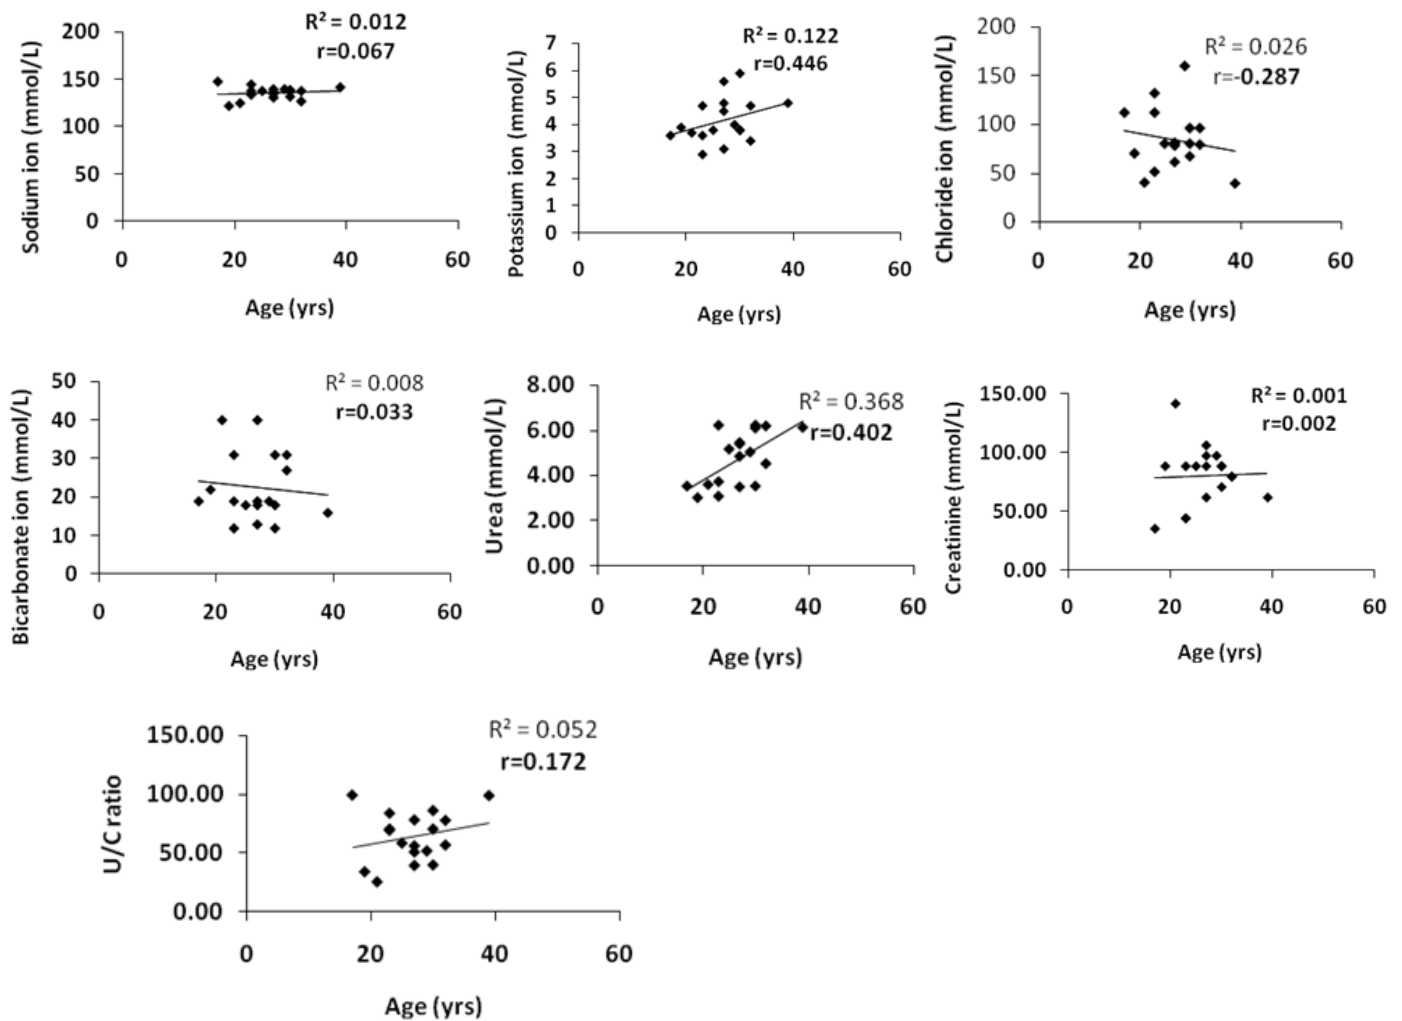 R² = 0.012
r=0.067
200
150
100
50
0
Sodium ion (mmol/L)
0 20 40 60
Age (yrs)
R² = 0.122
r=0.446
7
6
5
4
3
2
1
0
Potassium ion (mmol/L)
0 20 40 60
Age (yrs)
R² = 0.026
r=-0.287
200
150
100
50
0
Chloride ion (mmol/L)
0 20 40 60
Age (yrs)
R² = 0.008
r=0.033
50
40
30
20
10
0
Bicarbonate ion (mmol/L)
0 20 40 60
Age (yrs)
R² = 0.368
r=0.402
8.00
6.00
4.00
2.00
0.00
Urea (mmol/L)
0 20 40 60
Age (yrs)
R² = 0.001
r=0.002
150.00
100.00
50.00
0.00
Creatinine (mmol/L)
0 20 40 60
Age (yrs)
R² = 0.052
r=0.172
150.00
100.00
50.00
0.00
U/C ratio
0 20 40 60
Age (yrs)